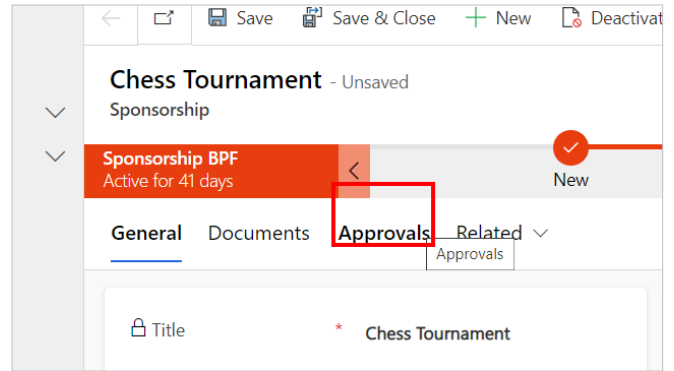 Save Save & Close New Deactivat
Chess Tournament - Unsaved
Sponsorship
Sponsorship BPF
Active for 41 days
New
General Documents Approvals Related
Approvals
Title * Chess Tournament